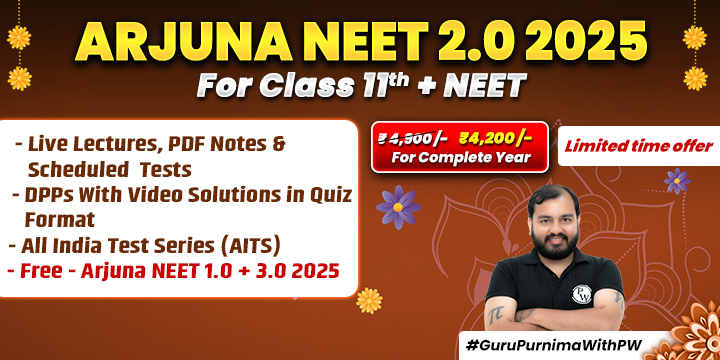 ARJUNA NEET 2.0 2025
For Class 11th + NEET
- Live Lectures, PDF Notes &
Scheduled Tests
- DPPs With Video Solutions in Quiz
Format
- All India Test Series (AITS)
- Free - Arjuna NEET 1.0 + 3.0 2025
₹ 4,900/- ₹4,200/-
For Complete Year
Limited time offer
PW
#GuruPurnimaWithPW